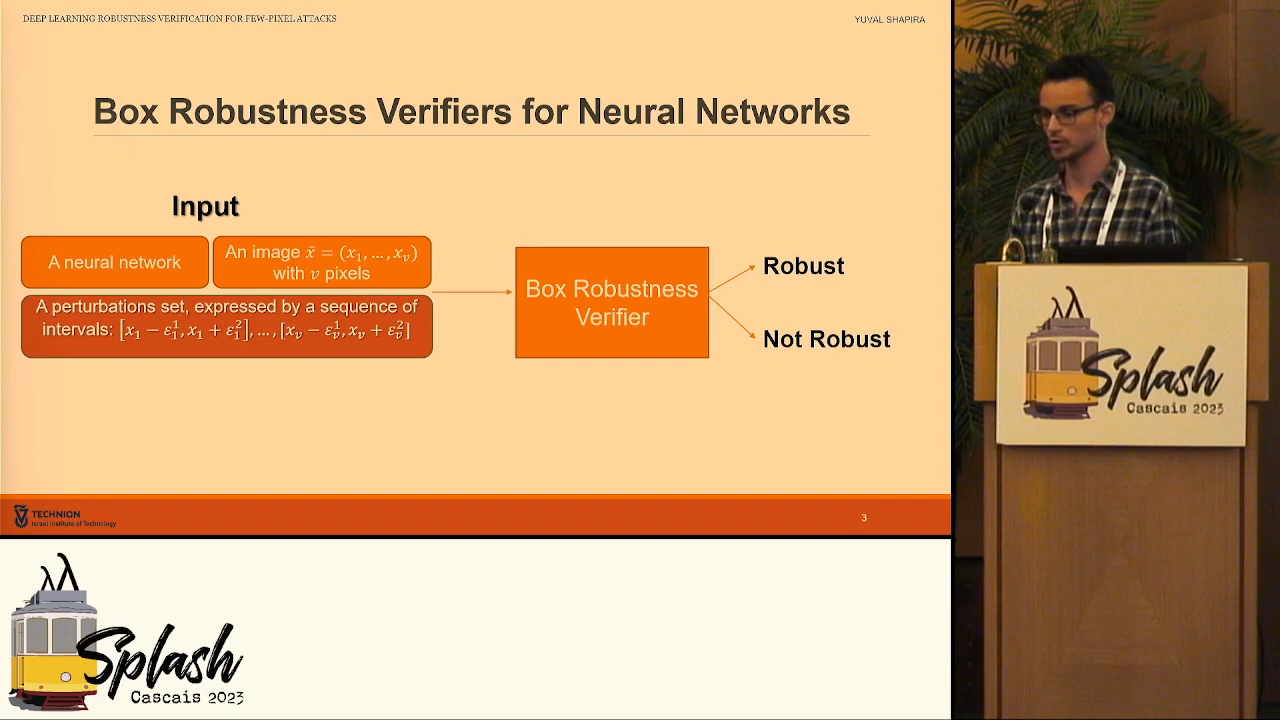 DEEP LEARNING ROBUSTNESS VERIFICATION FOR FEW-PIXEL ATTACKS
YUVAL SHAPIRA
Box Robustness Verifiers for Neural Networks
Input
A neural network
An image x̄ = (x₁, …, xᵥ)
with v pixels
A perturbations set, expressed by a sequence of
intervals: [x₁ − ε₁¹, x₁ + ε₁²], …, [xᵥ − εᵥ¹, xᵥ + εᵥ²]
Box Robustness
Verifier
Robust
Not Robust
TECHNION
Israel Institute of Technology
3
Splash
Cascais 2023
Splash
Cascais 2023